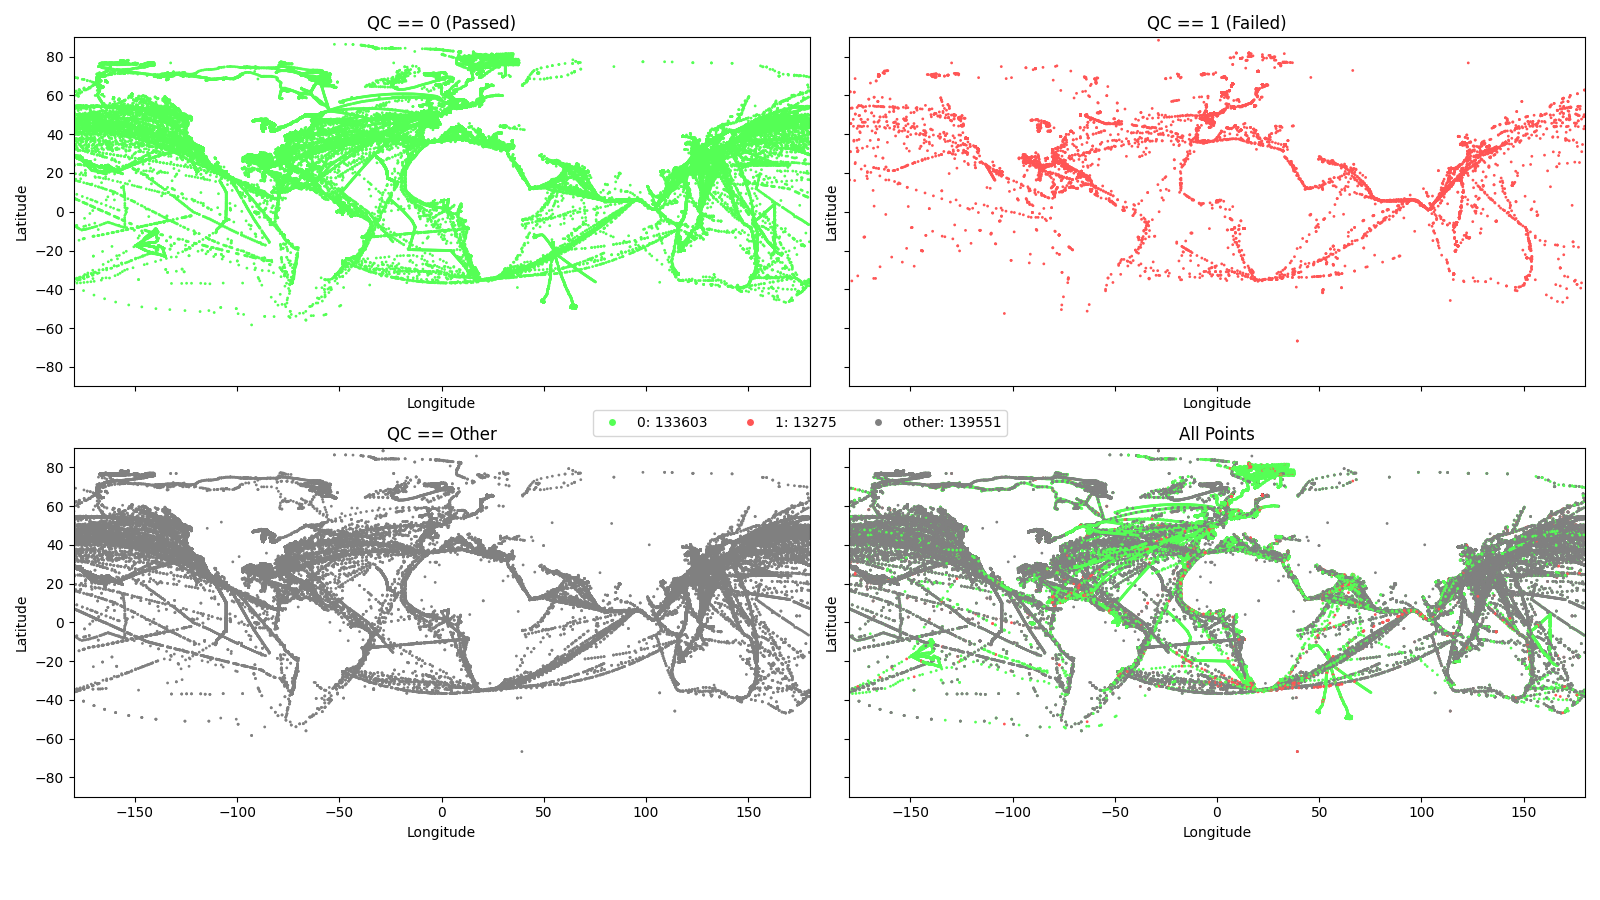 QC == 0 (Passed)
QC == 1 (Failed)
80
60
40
20
0
−20
−40
−60
−80
Latitude
Latitude
Longitude
Longitude
0: 133603 1: 13275 other: 139551
QC == Other
All Points
80
60
40
20
0
−20
−40
−60
−80
Latitude
Latitude
−150 −100 −50 0 50 100 150
−150 −100 −50 0 50 100 150
Longitude
Longitude